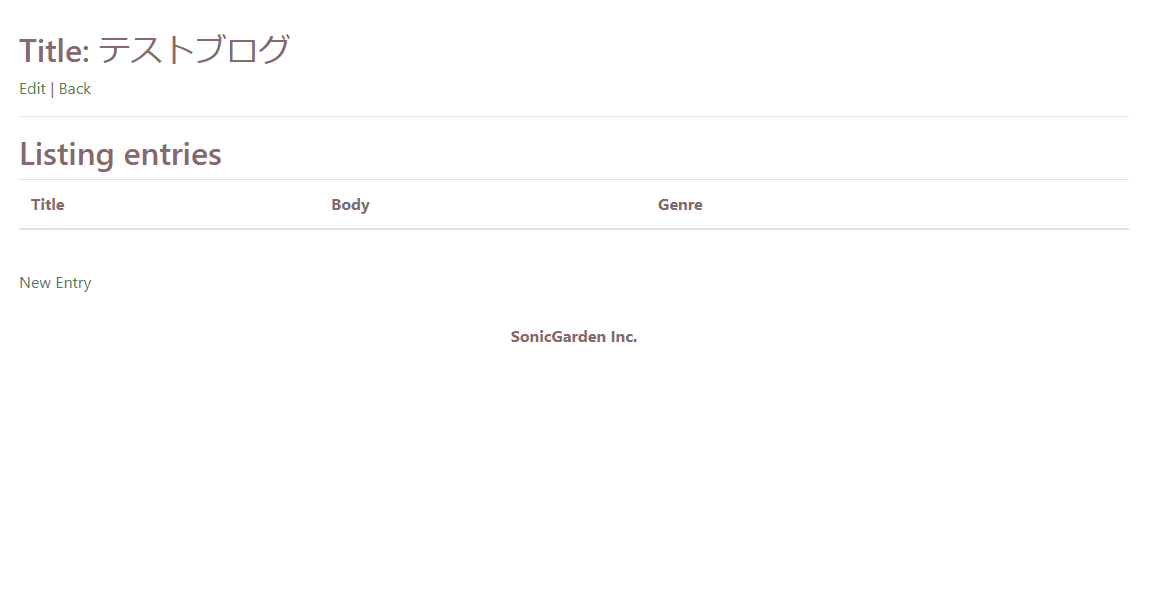 Title: テストブログ
Edit | Back
Listing entries
Title Body Genre
New Entry
SonicGarden Inc.